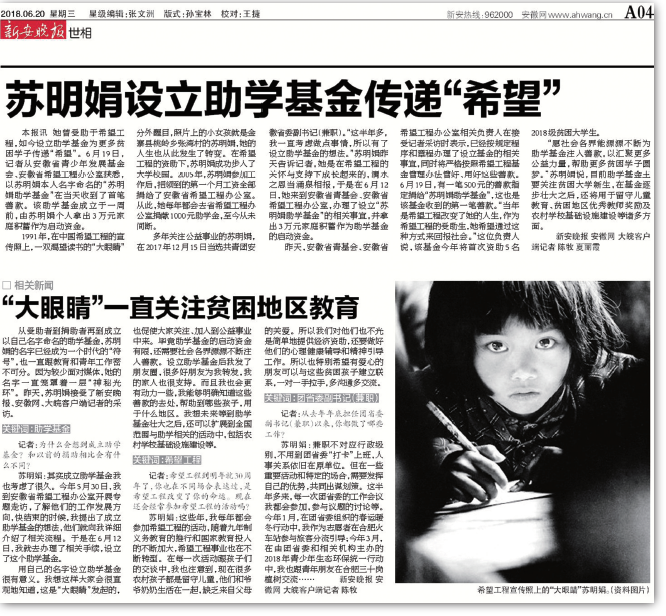 2018.06.20 星期三 星级编辑:张文洲 版式:孙宝林 校对:王捷
新安热线:962000 安徽网www.ahwang.cn A04
新安晚报 世相
苏明娟设立助学基金传递“希望”
本报讯 她曾受助于希望工
程,如今设立助学基金为更多贫
困学子传递“希望”。6月19日,
记者从安徽省青少年发展基金
会、安徽省希望工程办公室获悉,
以苏明娟本人名字命名的“苏明
娟助学基金”在当天收到了首笔
善款。该助学基金成立于一周
前,由苏明娟个人拿出3万元家
庭积蓄作为启动资金。
1991年,在中国希望工程的宣
传照上,一双渴望读书的“大眼睛”
分外醒目,照片上的小女孩就是金
寨县桃岭乡张湾村的苏明娟,她的
人生也从此发生了转变。在希望
工程的资助下,苏明娟成功步入了
大学校园。2005年,苏明娟参加工
作后,把领到的第一个月工资全部
捐给了安徽省希望工程办公室。
从此,她每年都会去省希望工程办
公室捐献1000元助学金,至今从未
间断。
多年关注公益事业的苏明娟,
在2017年12月15日当选共青团安
徽省委副书记(兼职)。“这半年多,
我一直考虑做点事情,所以有了
设立助学基金的想法。”苏明娟昨
天告诉记者,她是在希望工程的
关怀与支持下成长起来的,滴水
之恩当涌泉相报,于是在6月12
日,她来到安徽省青基会、安徽省
希望工程办公室,办理了设立“苏
明娟助学基金”的相关事宜,并拿
出3万元家庭积蓄作为助学基金
的启动资金。
昨天,安徽省青基会、安徽省
希望工程办公室相关负责人在接
受记者采访时表示,已经按规定程
序和章程办理了设立基金的相关
事宜,同时将严格按照希望工程基
金管理办法管好、用好这些善款。
6月19日,有一笔500元的善款指
定捐给“苏明娟助学基金”,这也是
该基金收到的第一笔善款。“当年
是希望工程改变了她的人生,作为
希望工程的受助生,她希望通过这
种方式来回报社会。”这位负责人
说,该基金今年将首次资助5名
2018级贫困大学生。
“愿社会各界能源源不断为
助学基金注入善款,以汇聚更多
公益力量,帮助更多贫困学子圆
梦。”苏明娟说,目前助学基金主
要关注贫困大学新生,在基金逐
步壮大之后,还将用于留守儿童
教育,贫困地区优秀教师奖励及
农村学校基础设施建设等诸多方
面。
新安晚报 安徽网 大皖客户
端记者 陈牧 夏丽霞
□ 相关新闻
“大眼睛”一直关注贫困地区教育
从受助者到捐助者再到成立
以自己名字命名的助学基金,苏明
娟的名字已经成为一个时代的“符
号”,也一直跟教育和青年工作密
不可分。因为较少面对媒体,她的
名字一直笼罩着一层“神秘光
环”。昨天,苏明娟接受了新安晚
报、安徽网、大皖客户端记者的采
访。
关键词:助学基金
记者:为什么会想到成立助学
基金?和以前的捐助相比会有什
么不同?
苏明娟:其实成立助学基金我
也考虑了很久。今年5月30日,我
到安徽省希望工程办公室开展专
题走访,了解他们的工作发展方
向,快结束的时候,我提出了成立
助学基金的想法,他们就向我详细
介绍了相关流程。于是在6月12
日,我就去办理了相关手续,设立
了这个助学基金。
用自己的名字设立助学基金
很有意义。我想这样大家会很直
观地知道,这是“大眼睛”发起的,
也促使大家关注、加入到公益事业
中来。毕竟助学基金的启动资金
有限,还需要社会各界源源不断注
入善款。设立助学基金后我发了
朋友圈,很多好朋友为我转发,我
的家人也很支持。而且我也会更
有动力一些,我能够明确知道这些
善款的去处,帮助到哪些孩子,用
于什么地区。我想未来等到助学
基金壮大之后,还可以扩展到全国
范围与助学相关的活动中,包括农
村学校基础设施建设等。
关键词:希望工程
记者:希望工程到明年就30周
年了,你也在不同场合表达过,是
希望工程改变了你的命运。现在
还会经常参加希望工程的活动吗?
苏明娟:这些年,我每年都会
参加希望工程的活动,随着九年制
义务教育的推行和国家教育投入
的不断加大,希望工程事业也在不
断转型。在每一次活动跟孩子们
的交谈中,我也注意到,现在很多
农村孩子都是留守儿童,他们和爷
爷奶奶生活在一起,缺乏来自父母
的关爱。所以我们对他们也不光
是简单地提供经济资助,还要做好
他们的心理健康辅导和精神引导
工作。所以也特别希望有爱心的
朋友可以与这些贫困孩子建立联
系,一对一手拉手,多沟通多交流。
关键词:团省委副书记(兼职)
记者:从去年年底担任团省委
副书记(兼职)以来,你都做了哪些
工作?
苏明娟:兼职不对应行政级
别,不用到团省委“打卡”上班,人
事关系依旧在原单位。但在一些
重要活动和特定的场合,需要发挥
自己的优势,共同出谋划策。这半
年多来,每一次团省委的工作会议
我都会参加,参与议题的讨论等。
今年1月,在团省委组织的春运暖
冬行动中,我作为志愿者在合肥火
车站参与旅客分流引导;今年3月,
在由团省委和相关机构主办的
2018年青少年生态环保统一行动
中,我也跟青年朋友在合肥三十岗
植树交流…… 新安晚报 安
徽网 大皖客户端记者 陈牧
希望工程宣传照上的“大眼睛”苏明娟。(资料图片)